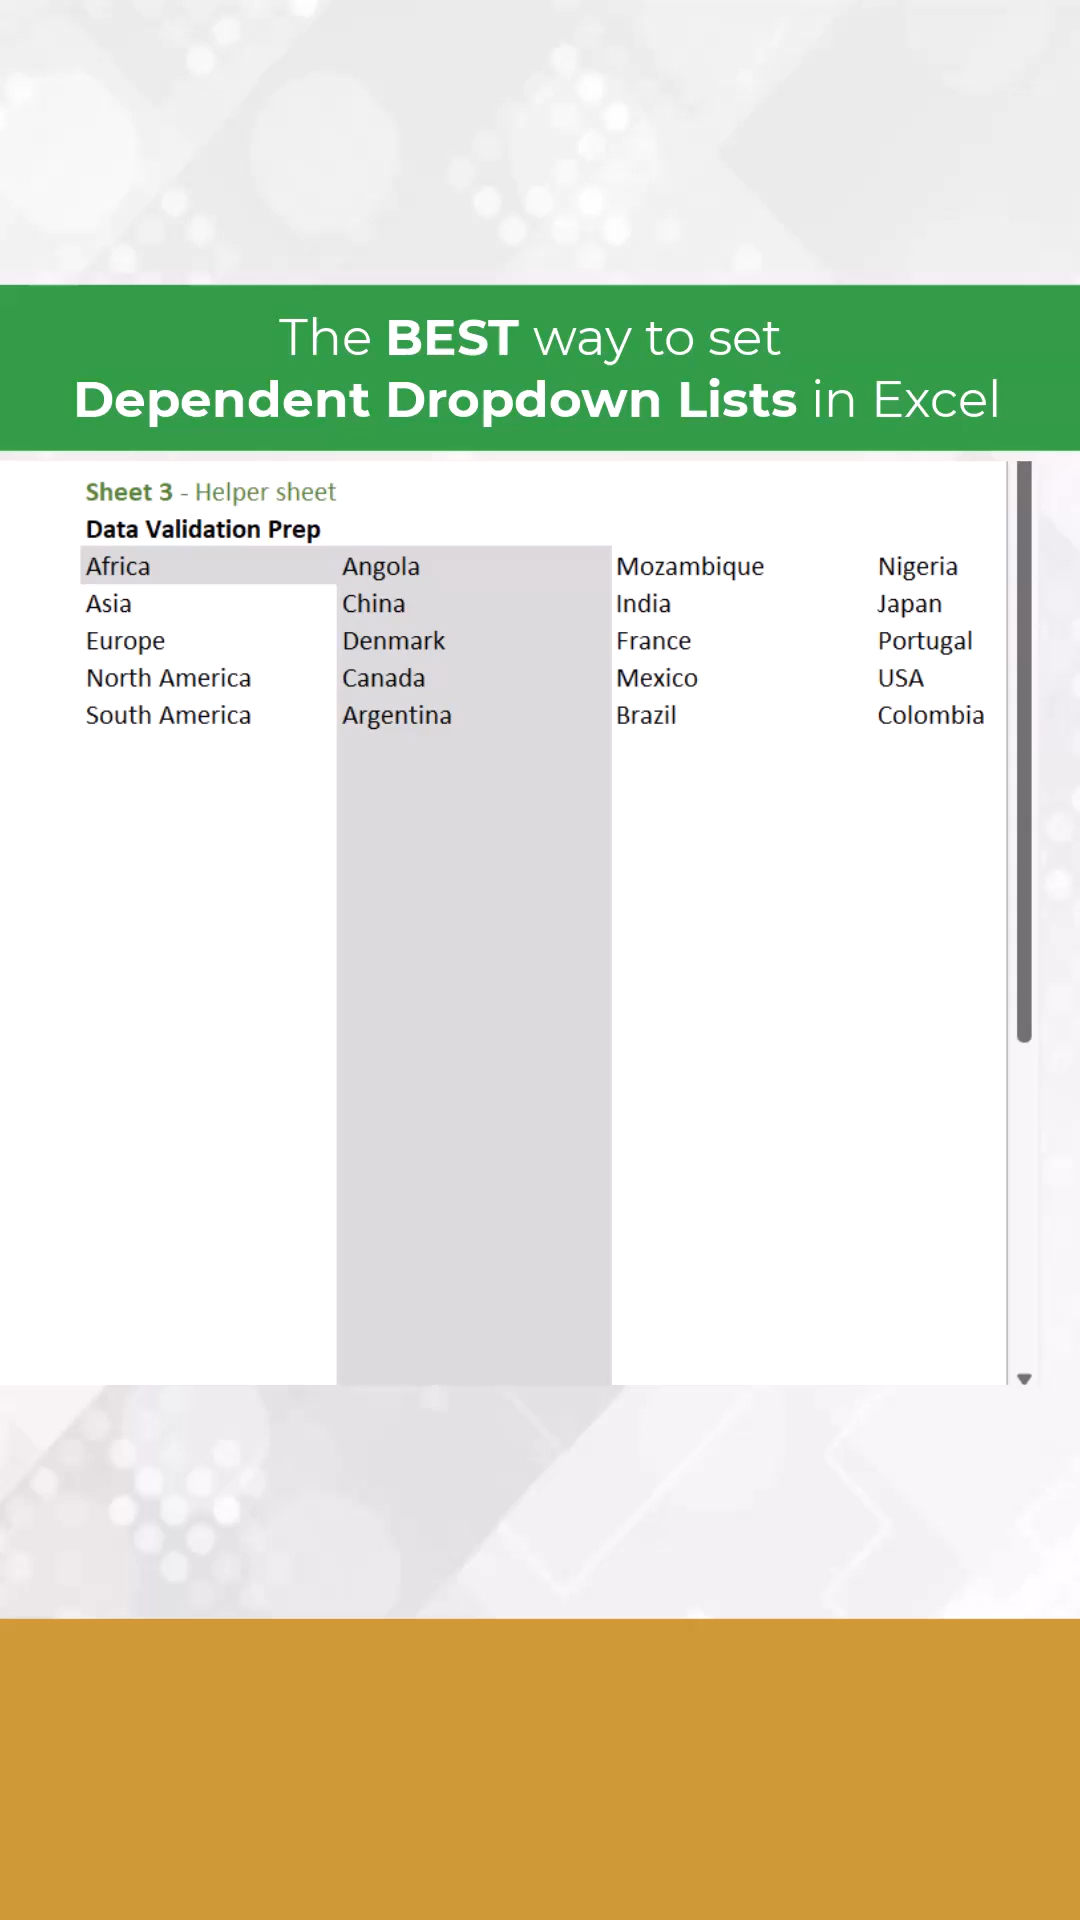 The BEST way to set
Dependent Dropdown Lists in Excel
Sheet 3 - Helper sheet
Data Validation Prep
Africa Angola Mozambique Nigeria
Asia China India Japan
Europe Denmark France Portugal
North America Canada Mexico USA
South America Argentina Brazil Colombia